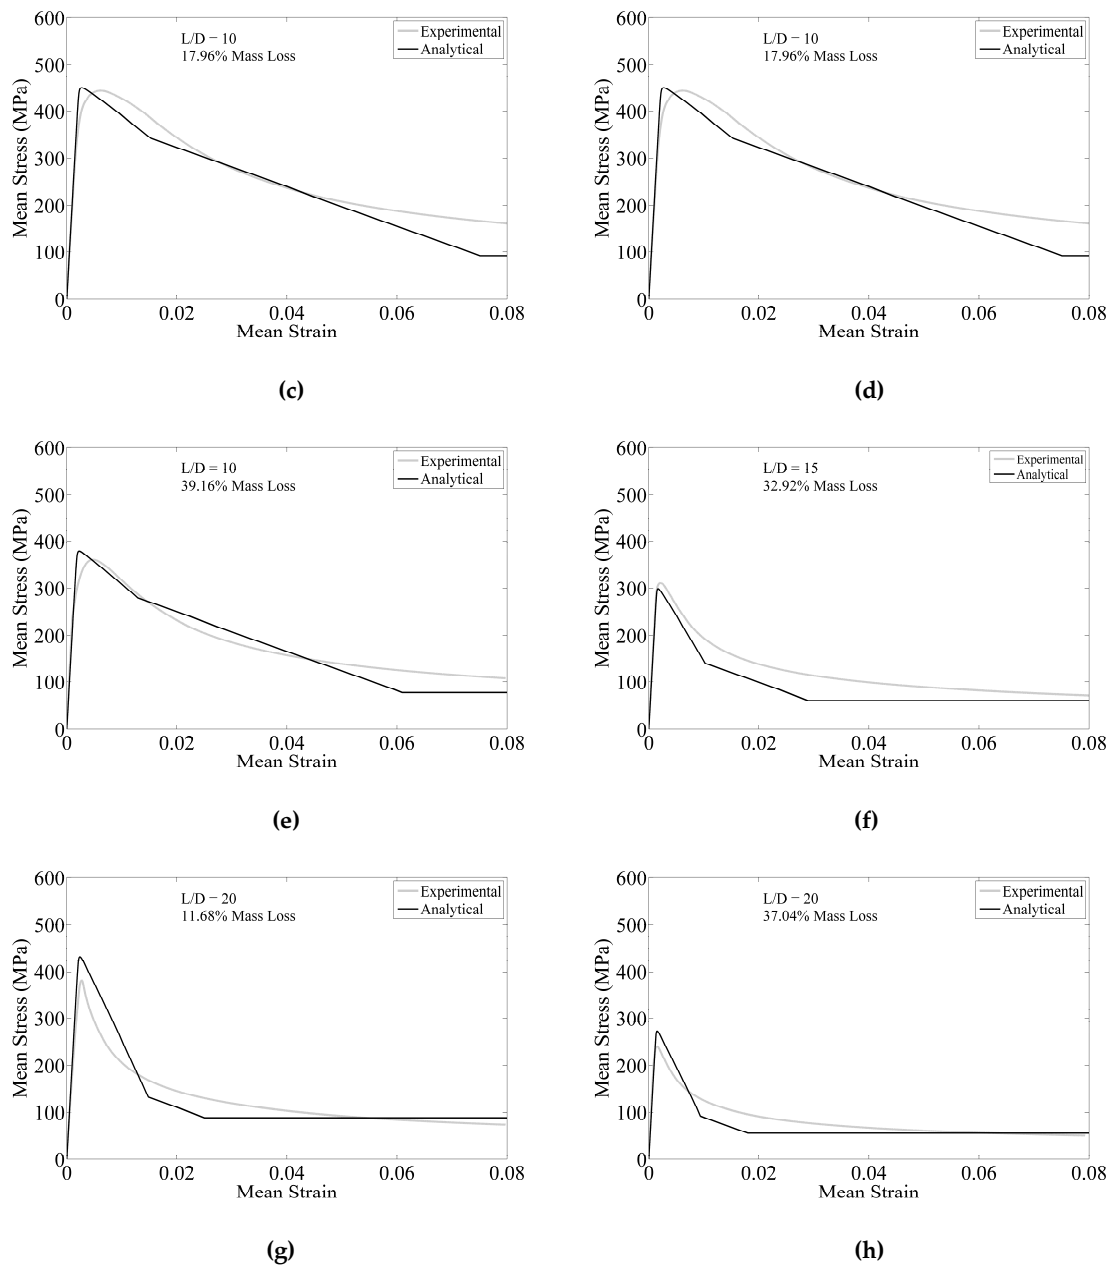 600
500
400
300
200
100
0
Mean Stress (MPa)
L/D = 10
17.96% Mass Loss
Experimental
Analytical
0 0.02 0.04 0.06 0.08
Mean Strain
(c)
600
500
400
300
200
100
0
Mean Stress (MPa)
L/D = 10
17.96% Mass Loss
Experimental
Analytical
0 0.02 0.04 0.06 0.08
Mean Strain
(d)
600
500
400
300
200
100
0
Mean Stress (MPa)
L/D = 10
39.16% Mass Loss
Experimental
Analytical
0 0.02 0.04 0.06 0.08
Mean Strain
(e)
600
500
400
300
200
100
0
Mean Stress (MPa)
L/D = 15
32.92% Mass Loss
Experimental
Analytical
0 0.02 0.04 0.06 0.08
Mean Strain
(f)
600
500
400
300
200
100
0
Mean Stress (MPa)
L/D = 20
11.68% Mass Loss
Experimental
Analytical
0 0.02 0.04 0.06 0.08
Mean Strain
(g)
600
500
400
300
200
100
0
Mean Stress (MPa)
L/D = 20
37.04% Mass Loss
Experimental
Analytical
0 0.02 0.04 0.06 0.08
Mean Strain
(h)